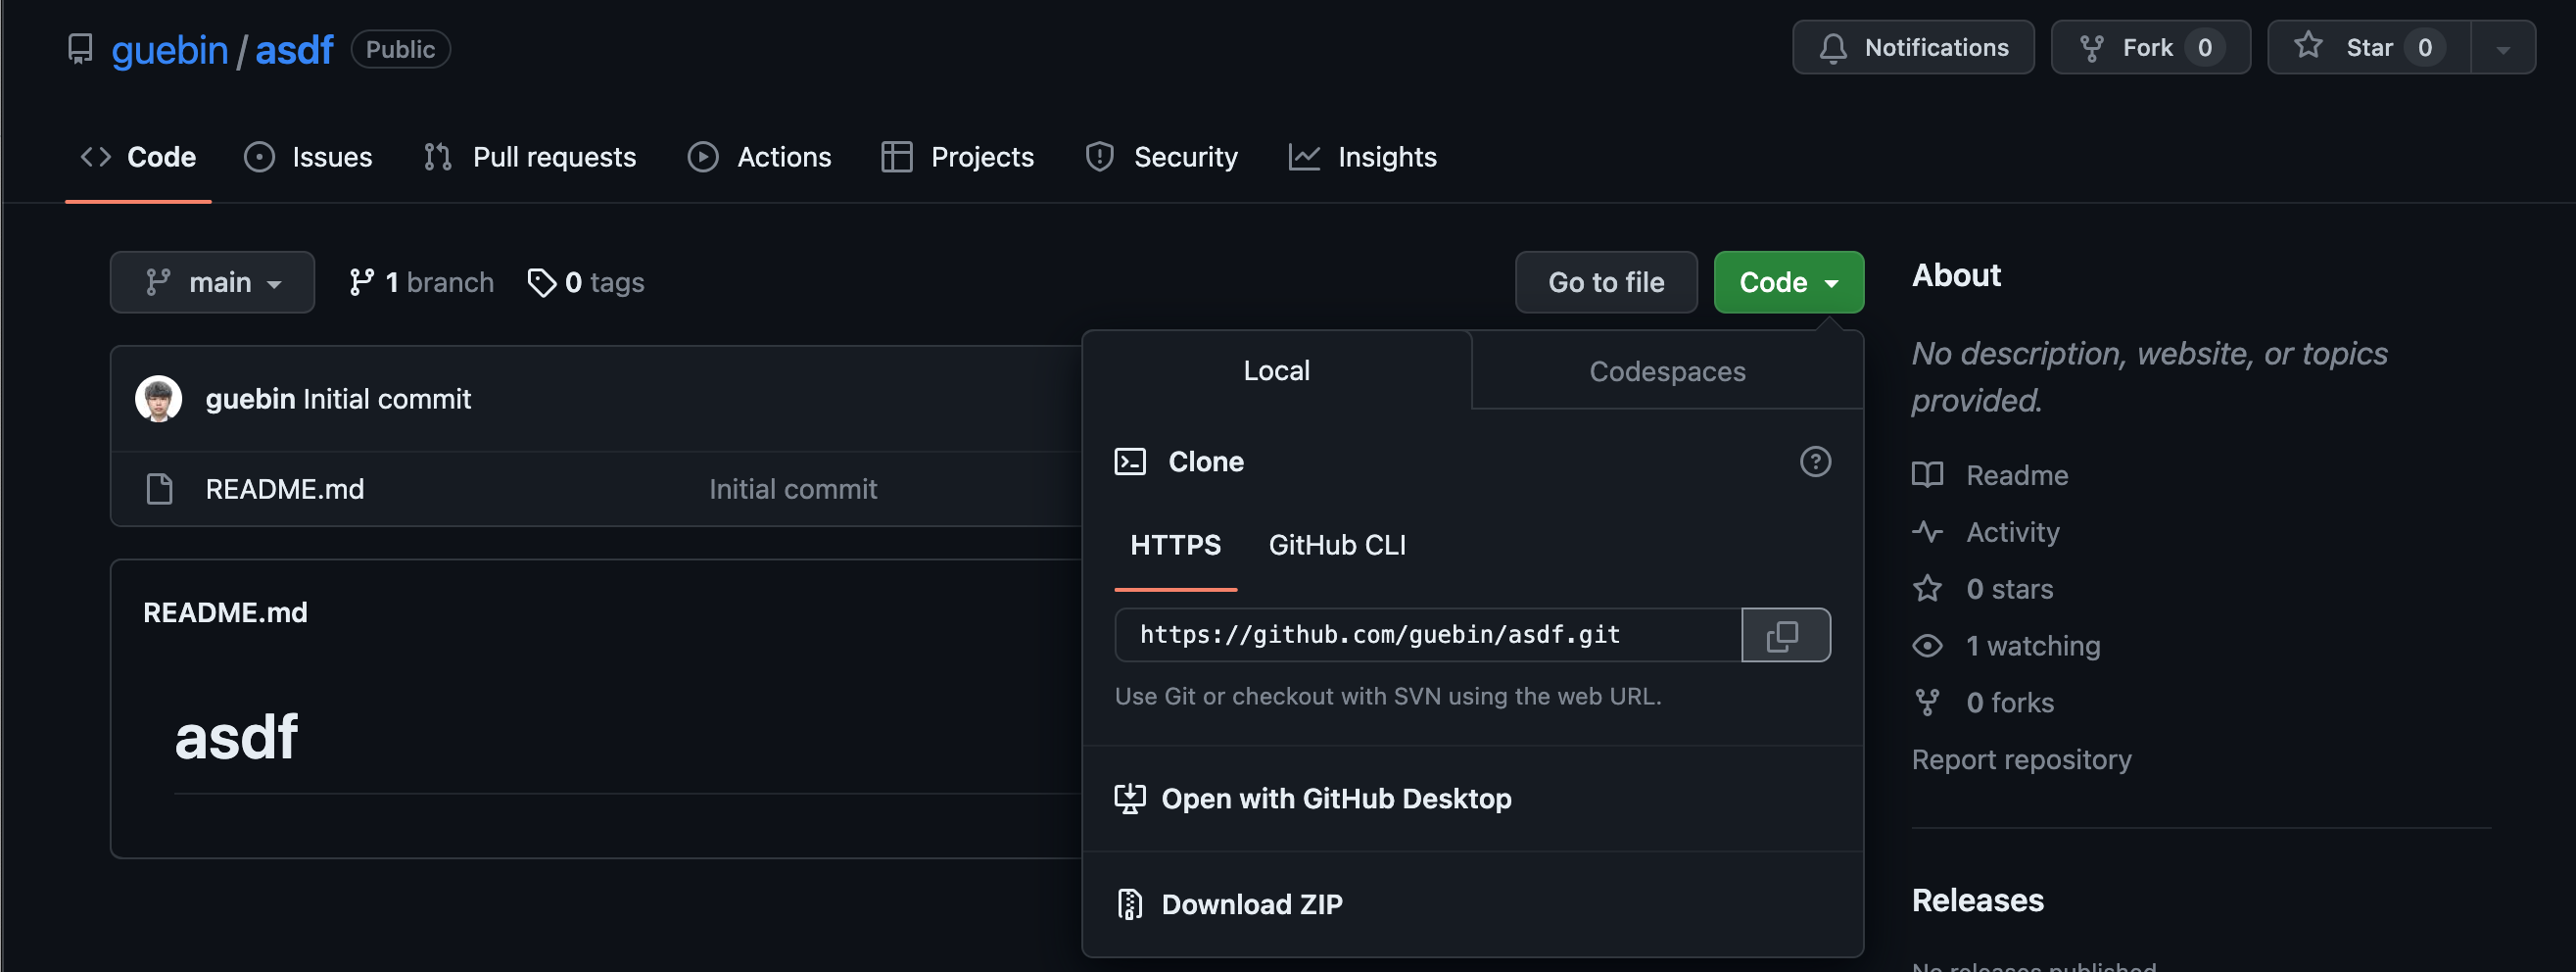 guebin / asdf Public
Notifications Fork 0 Star 0
Code Issues Pull requests Actions Projects Security Insights
main 1 branch 0 tags Go to file Code
guebin Initial commit
README.md Initial commit
README.md
asdf
Local Codespaces
Clone
HTTPS GitHub CLI
https://github.com/guebin/asdf.git
Use Git or checkout with SVN using the web URL.
Open with GitHub Desktop
Download ZIP
About
No description, website, or topics
provided.
Readme
Activity
0 stars
1 watching
0 forks
Report repository
Releases
No releases published